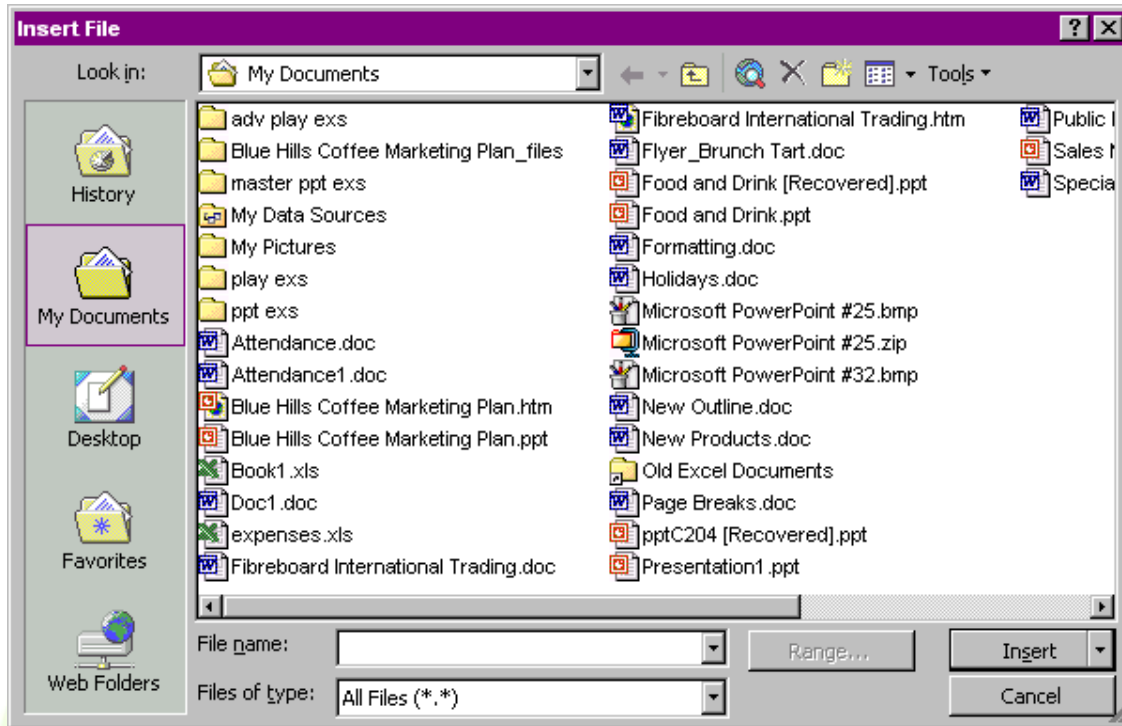 Insert File
Look in:
My Documents
Tools
History
My Documents
Desktop
Favorites
Web Folders
adv play exs
Blue Hills Coffee Marketing Plan_files
master ppt exs
My Data Sources
My Pictures
play exs
ppt exs
Attendance.doc
Attendance1.doc
Blue Hills Coffee Marketing Plan.htm
Blue Hills Coffee Marketing Plan.ppt
Book1.xls
Doc1.doc
expenses.xls
Fibreboard International Trading.doc
Fibreboard International Trading.htm
Flyer_Brunch Tart.doc
Food and Drink [Recovered].ppt
Food and Drink.ppt
Formatting.doc
Holidays.doc
Microsoft PowerPoint #25.bmp
Microsoft PowerPoint #25.zip
Microsoft PowerPoint #32.bmp
New Outline.doc
New Products.doc
Old Excel Documents
Page Breaks.doc
pptC204 [Recovered].ppt
Presentation1.ppt
Public
Sales
Specia
File name:
Range...
Insert
Files of type:
All Files (*.*)
Cancel